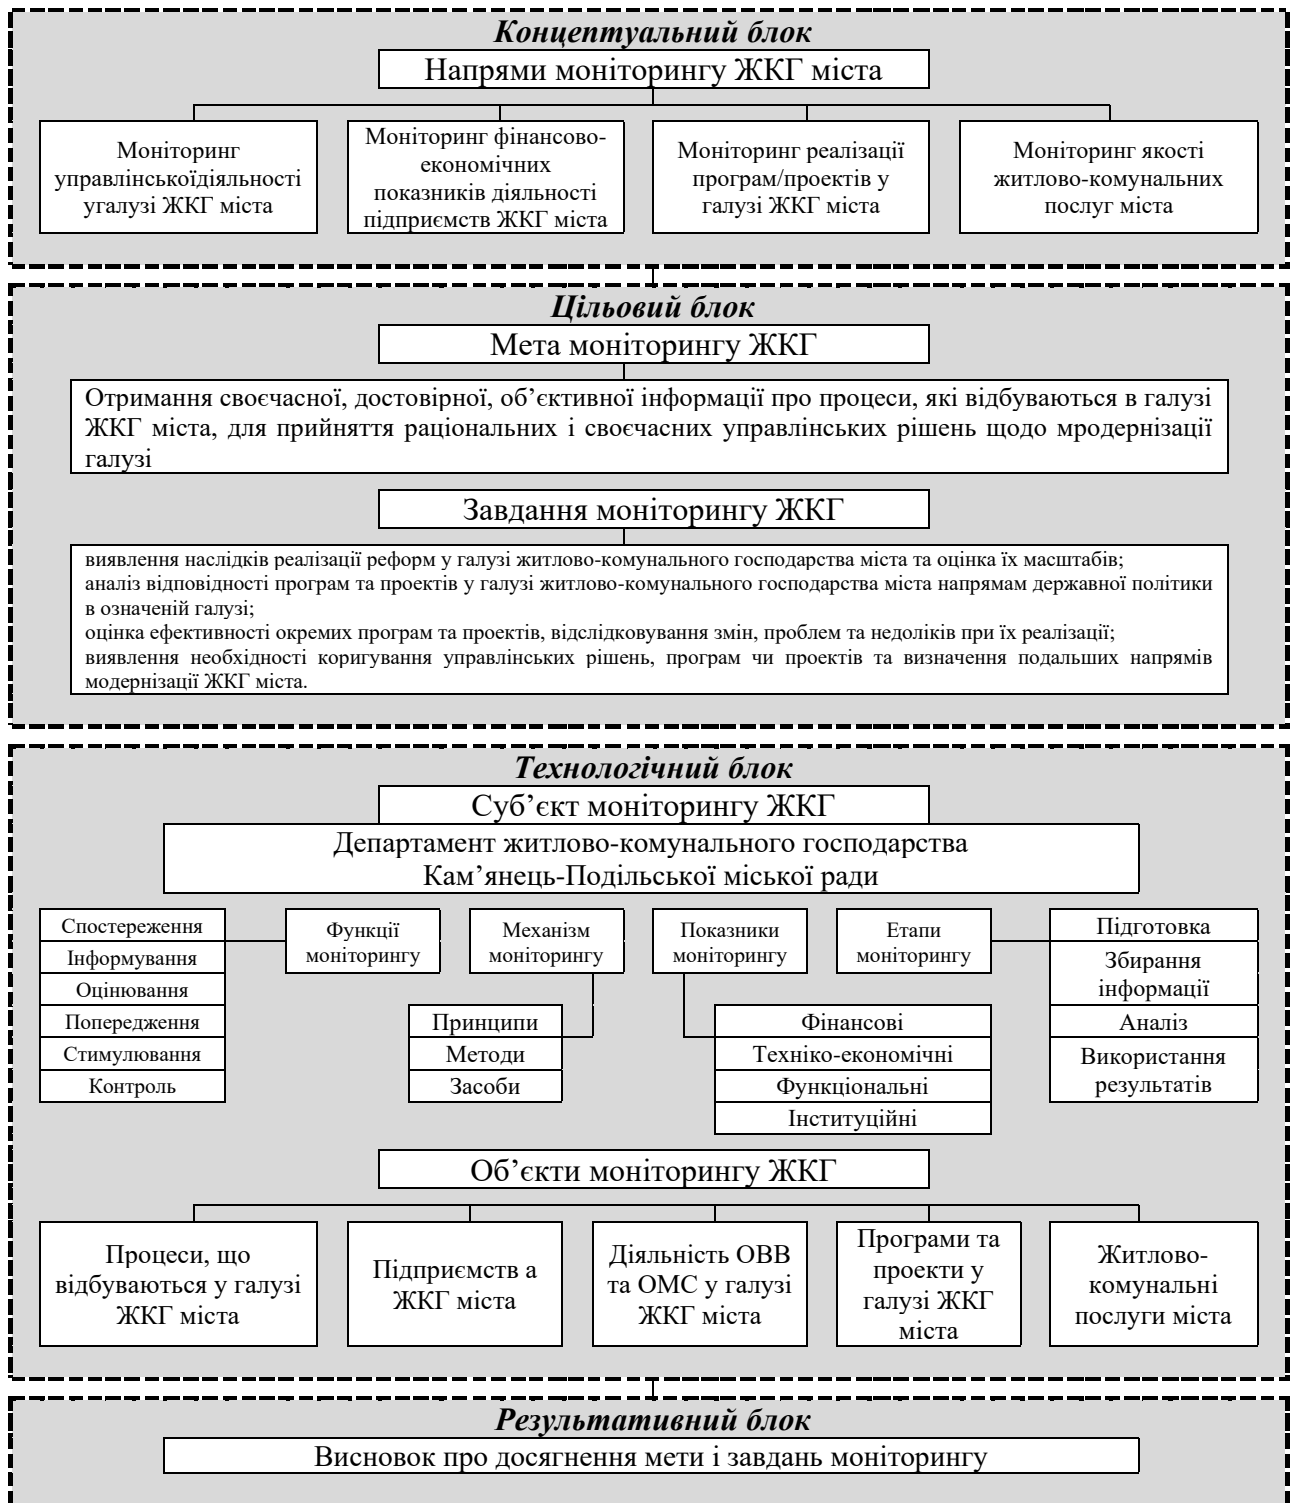 Концептуальний блок
Напрями моніторингу ЖКГ міста
Моніторинг
управлінськоїдіяльності
угалузі ЖКГ міста
Моніторинг фінансово-
економічних
показників діяльності
підприємств ЖКГ міста
Моніторинг реалізації
програм/проектів у
галузі ЖКГ міста
Моніторинг якості
житлово-комунальних
послуг міста
Цільовий блок
Мета моніторингу ЖКГ
Отримання своєчасної, достовірної, об’єктивної інформації про процеси, які відбуваються в галузі
ЖКГ міста, для прийняття раціональних і своєчасних управлінських рішень щодо мродернізації
галузі
Завдання моніторингу ЖКГ
виявлення наслідків реалізації реформ у галузі житлово-комунального господарства міста та оцінка їх масштабів;
аналіз відповідності програм та проектів у галузі житлово-комунального господарства міста напрямам державної політики
в означеній галузі;
оцінка ефективності окремих програм та проектів, відслідковування змін, проблем та недоліків при їх реалізації;
виявлення необхідності коригування управлінських рішень, програм чи проектів та визначення подальших напрямів
модернізації ЖКГ міста.
Технологічний блок
Суб’єкт моніторингу ЖКГ
Департамент житлово-комунального господарства
Кам’янець-Подільської міської ради
Спостереження
Інформування
Оцінювання
Попередження
Стимулювання
Контроль
Функції
моніторингу
Механізм
моніторингу
Принципи
Методи
Засоби
Показники
моніторингу
Фінансові
Техніко-економічні
Функціональні
Інституційні
Етапи
моніторингу
Підготовка
Збирання
інформації
Аналіз
Використання
результатів
Об’єкти моніторингу ЖКГ
Процеси, що
відбуваються у галузі
ЖКГ міста
Підприємств а
ЖКГ міста
Діяльність ОВВ
та ОМС у галузі
ЖКГ міста
Програми та
проекти у
галузі ЖКГ
міста
Житлово-
комунальні
послуги міста
Результативний блок
Висновок про досягнення мети і завдань моніторингу